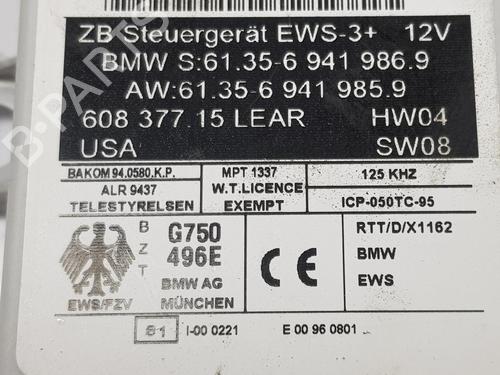 ZB Steuergerät EWS-3+ 12V
BMW S:61.35-6 941 986.9
AW:61.35-6 941 985.9
608 377.15 LEAR HW04
USA SW08
BAKOM 94.0580.K.P. MPT 1337 125 KHZ
ALR 9437 W.T.LICENCE
TELESTYRELSEN EXEMPT ICP-050TC-95
BZT G750 RTT/D/X1162
496E BMW
BMW AG EWS
EWS/FZV MÜNCHEN CE
S1 I-00 0221 E 00 96 0801
B-PARTS